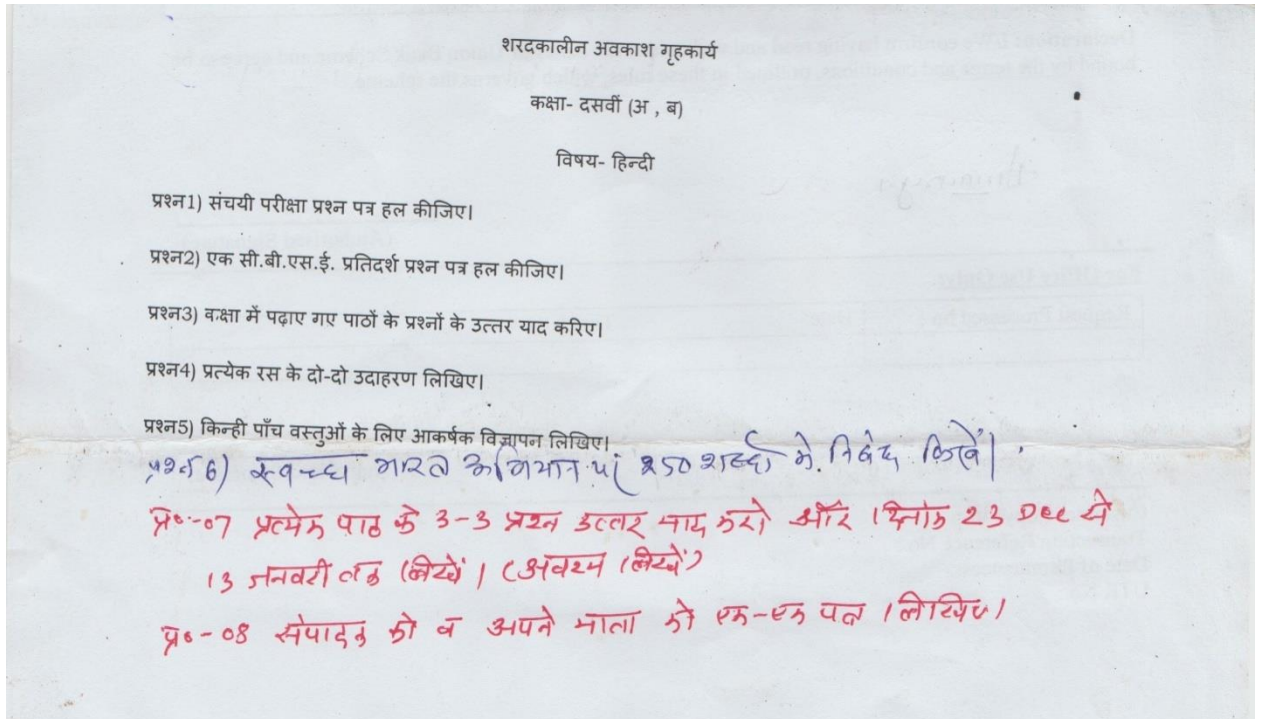 शरदकालीन अवकाश गृहकार्य
कक्षा- दसवीं (अ , ब)
विषय- हिन्दी
प्रश्न1) संचयी परीक्षा प्रश्न पत्र हल कीजिए।
प्रश्न2) एक सी.बी.एस.ई. प्रतिदर्श प्रश्न पत्र हल कीजिए।
प्रश्न3) कक्षा में पढ़ाए गए पाठों के प्रश्नों के उत्तर याद करिए।
प्रश्न4) प्रत्येक रस के दो-दो उदाहरण लिखिए।
प्रश्न5) किन्ही पाँच वस्तुओं के लिए आकर्षक विज्ञापन लिखिए।
प्रश्न 6) स्वच्छ भारत अभियान पर 250 शब्दों में निबंध लिखें।
प्र०-07 प्रत्येक पाठ के 3-3 प्रश्न उत्तर याद करो और दिनांक 23 Dec से
13 जनवरी तक लिखें। (अवश्य लिखें)
प्र०-08 संपादक को व अपने माता को एक-एक पत्र लिखिए।